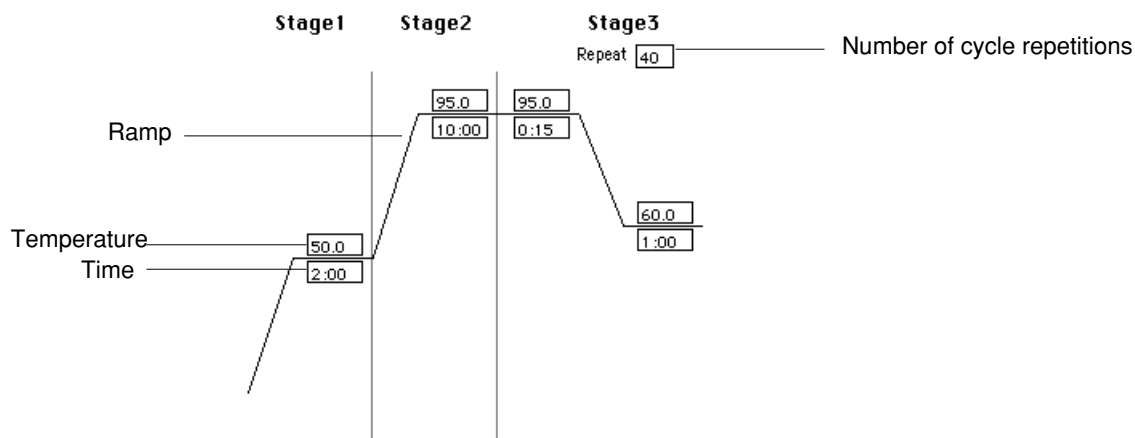 Stage1 Stage2 Stage3
Repeat 40 Number of cycle repetitions
95.0 95.0
Ramp 10:00 0:15
60.0
Temperature 50.0 1:00
Time 2:00